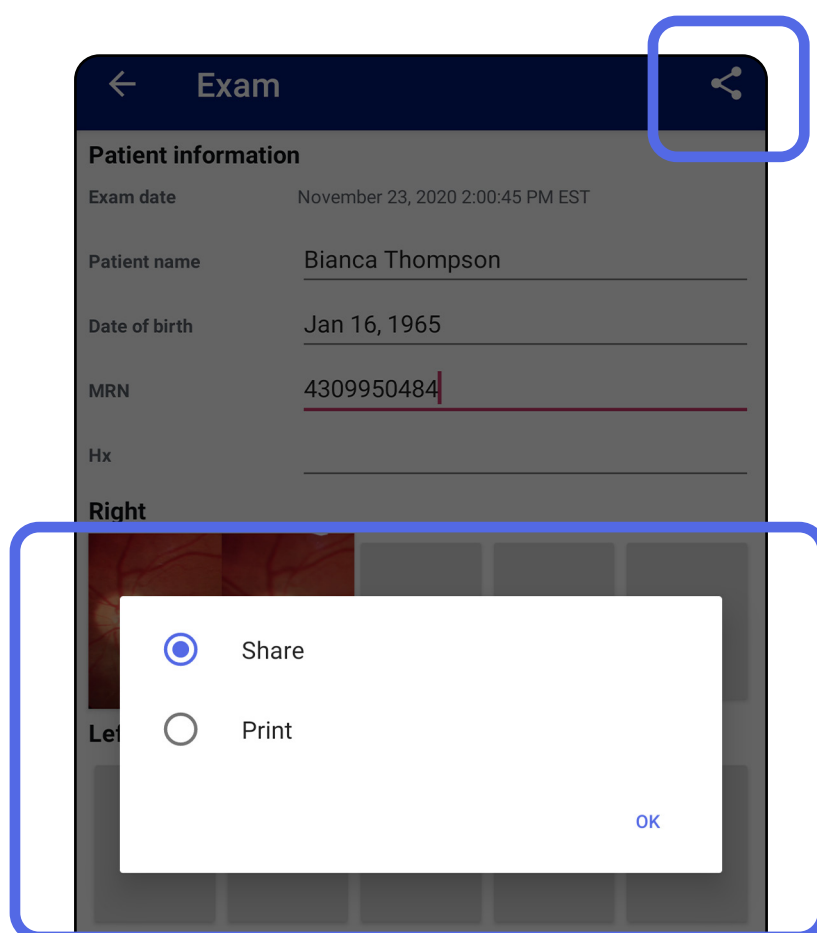 Exam
Patient information
Exam date November 23, 2020 2:00:45 PM EST
Patient name Bianca Thompson
Date of birth Jan 16, 1965
MRN 4309950484
Hx
Right
Share
Print
OK